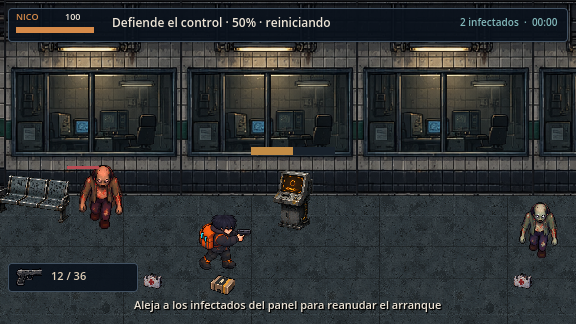 NICO 100
Defiende el control · 50% · reiniciando
2 infectados · 00:00
12 / 36
Aleja a los infectados del panel para reanudar el arranque